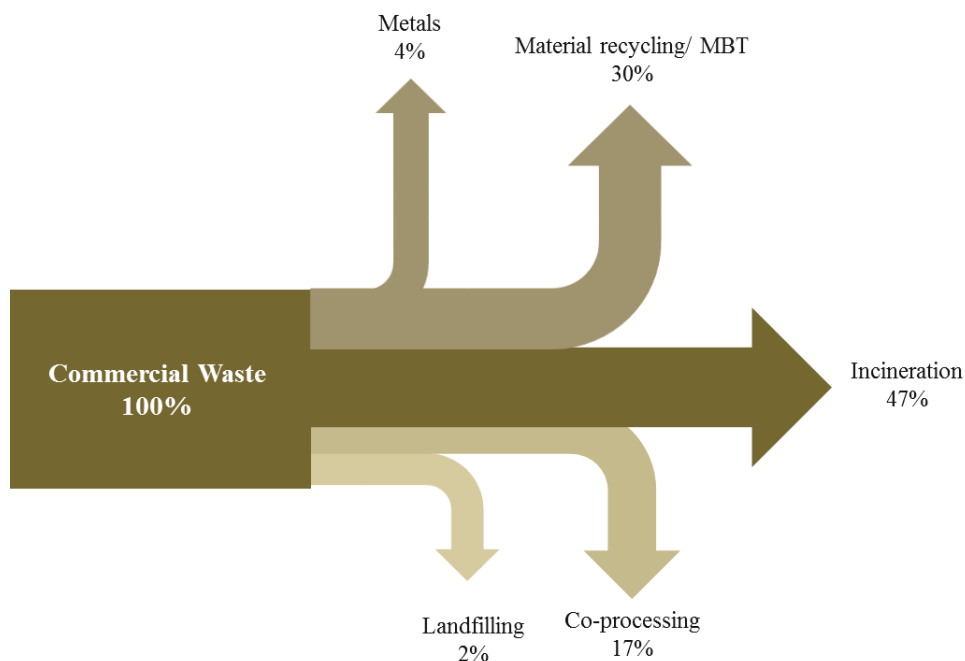 Metals
4%
Material recycling/ MBT
30%
Commercial Waste
100%
Incineration
47%
Landfilling
2%
Co-processing
17%